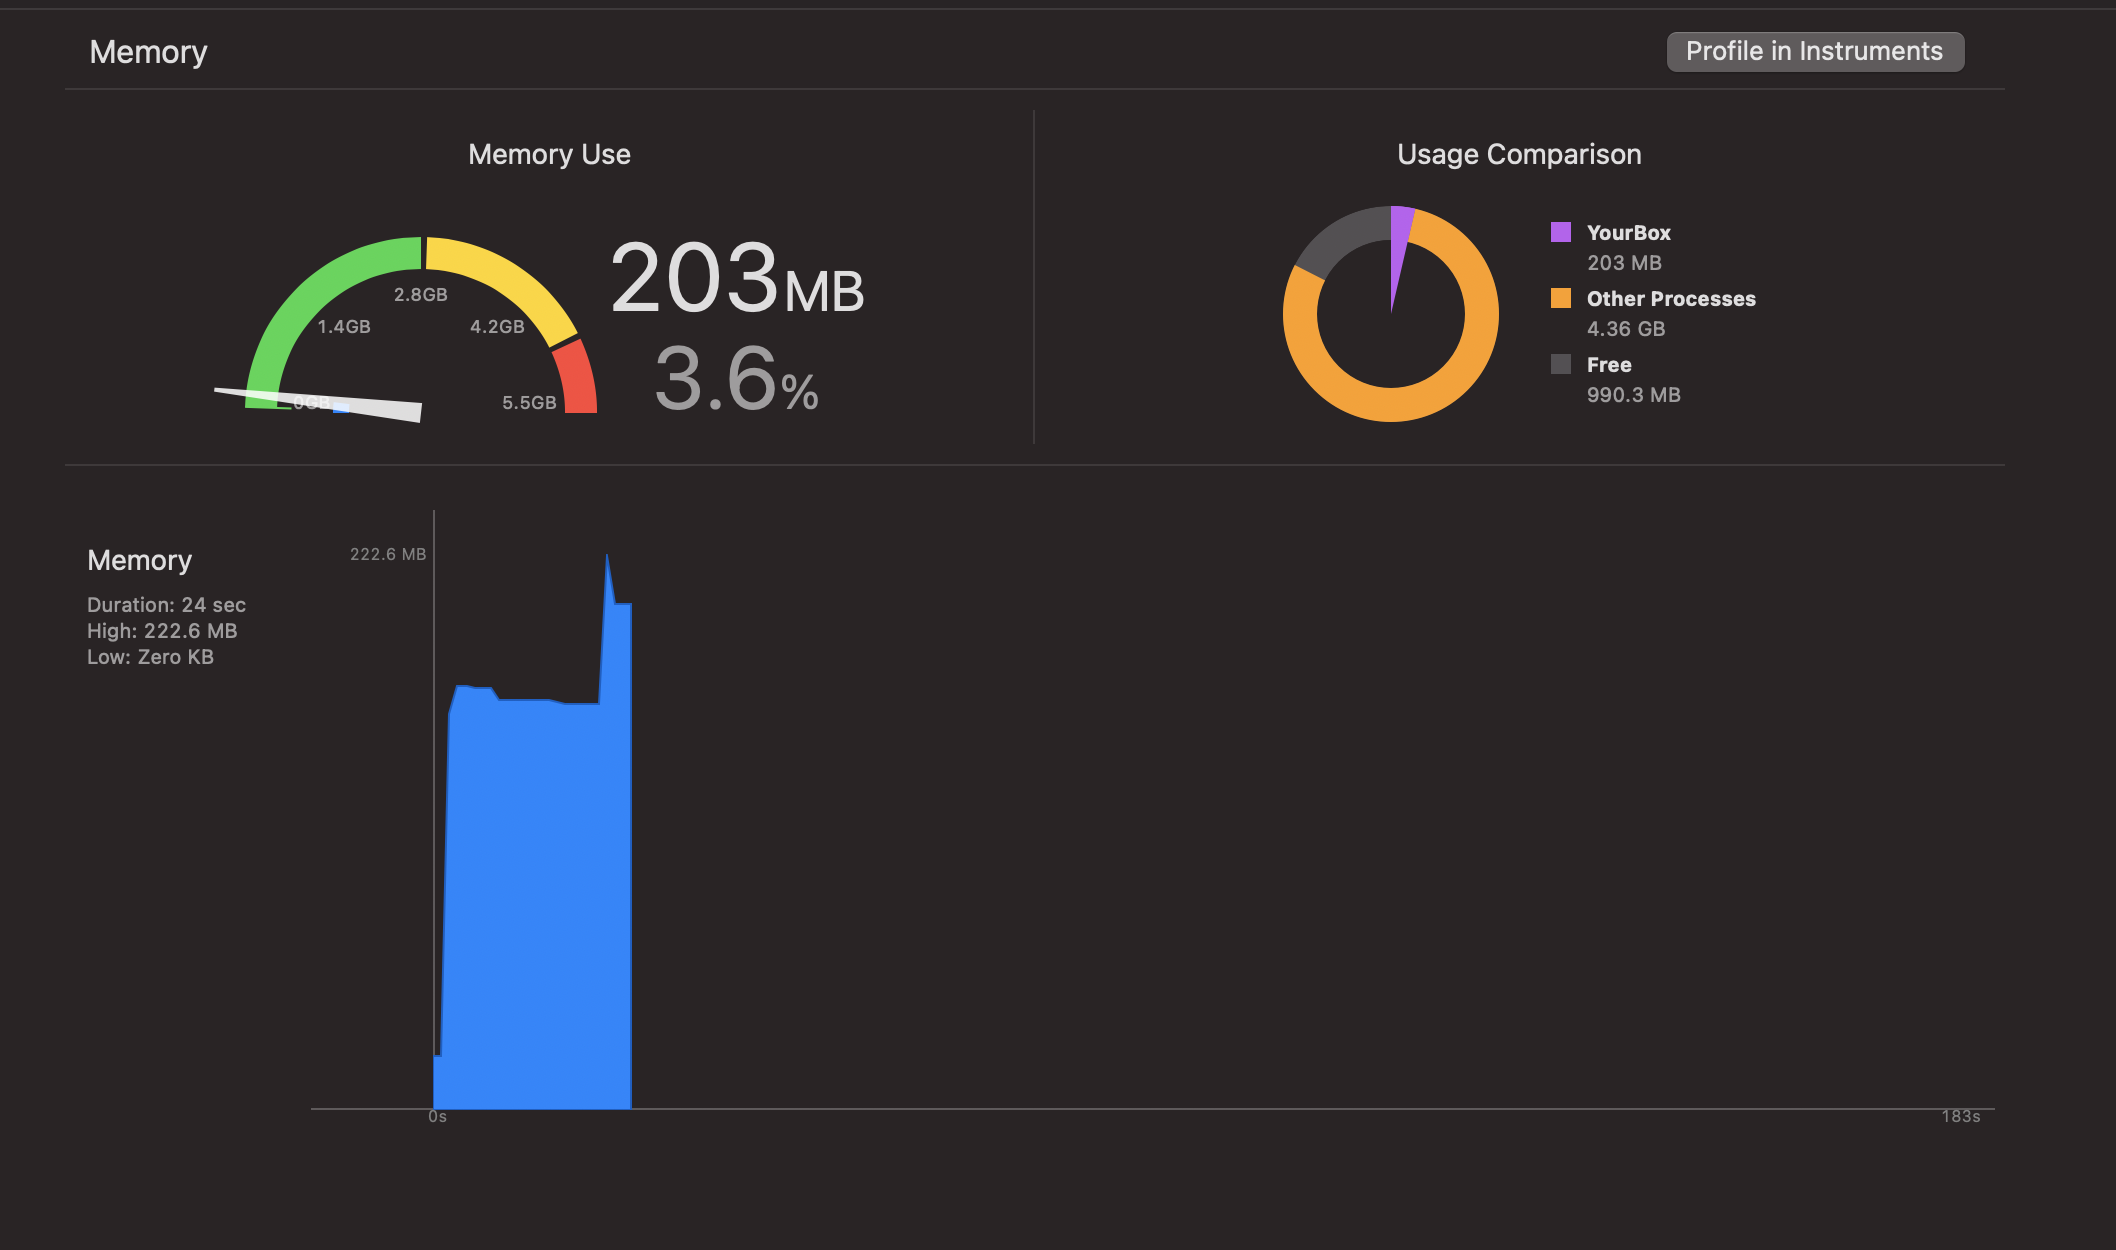 Memory
Profile in Instruments
Memory Use
Usage Comparison
2.8GB
1.4GB
4.2GB
0GB
5.5GB
203MB
3.6%
YourBox
203 MB
Other Processes
4.36 GB
Free
990.3 MB
Memory
222.6 MB
Duration: 24 sec
High: 222.6 MB
Low: Zero KB
0s
183s